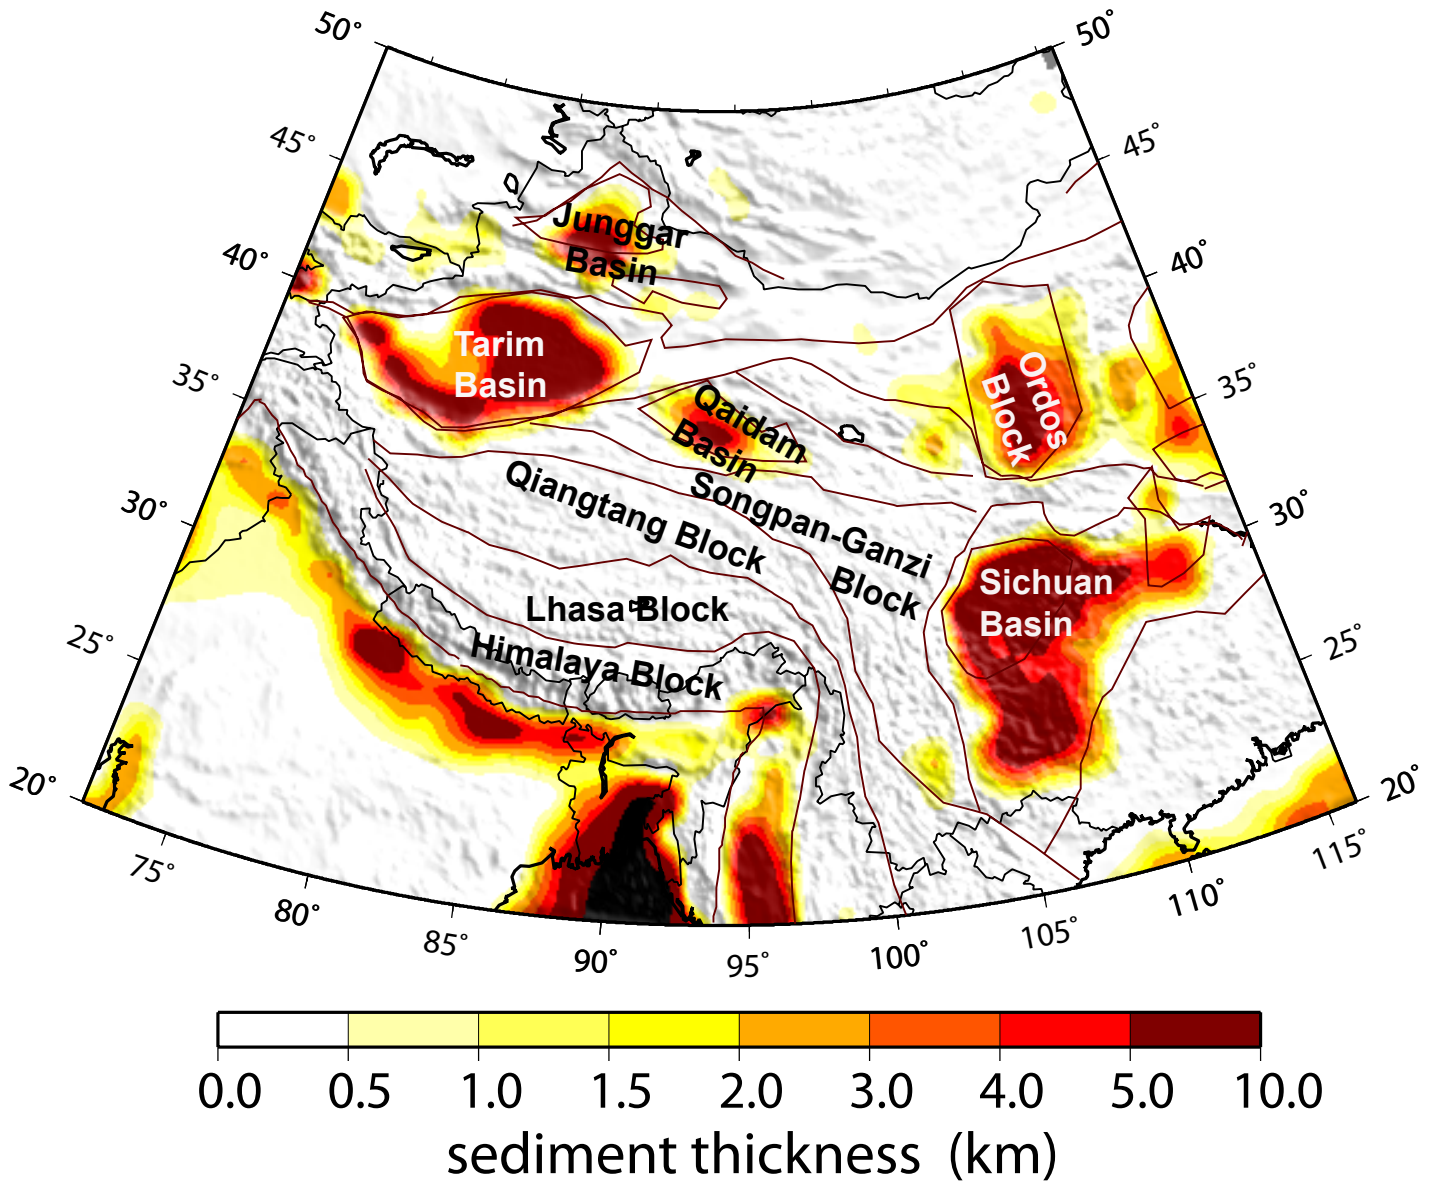 50°
50°
45°
45°
40°
40°
35°
35°
30°
30°
25°
25°
20°
20°
Junggar
Basin
Tarim
Basin
Qaidam
Basin
Ordos
Block
Qiangtang Block
Songpan-Ganzi
Block
Sichuan
Basin
Lhasa Block
Himalaya Block
75°
80°
85°
90°
95°
100°
105°
110°
115°
0.0 0.5 1.0 1.5 2.0 3.0 4.0 5.0 10.0
sediment thickness (km)